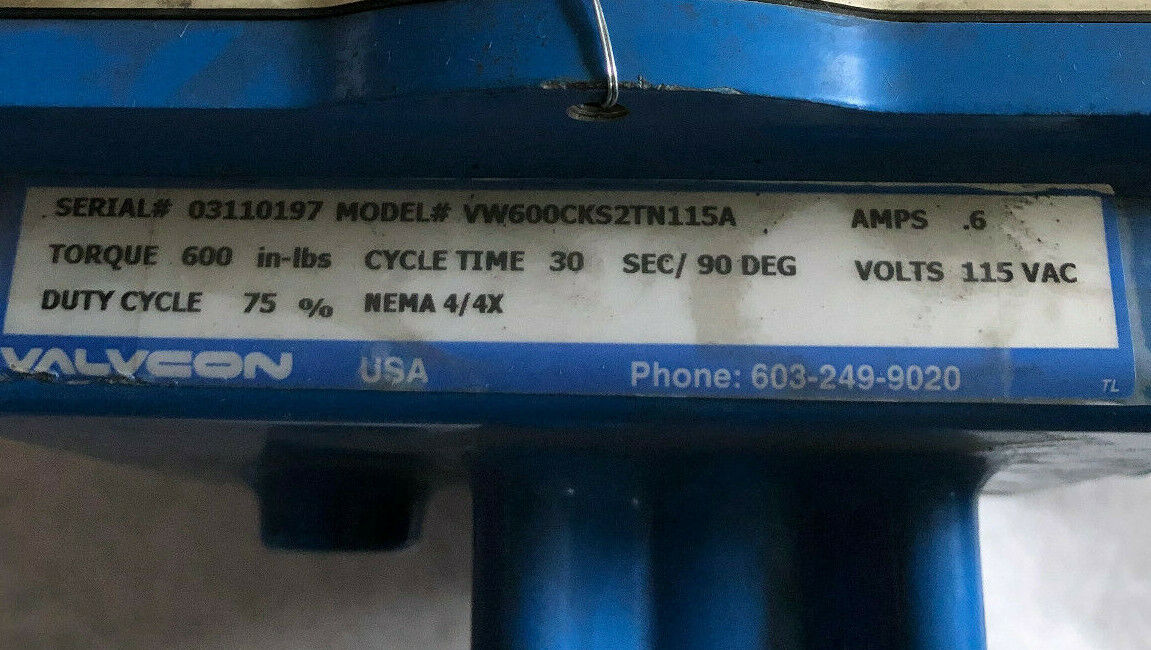 SERIAL# 03110197 MODEL# VW600CKS2TN115A AMPS .6
TORQUE 600 in-lbs CYCLE TIME 30 SEC/ 90 DEG VOLTS 115 VAC
DUTY CYCLE 75 % NEMA 4/4X
VALVCON USA Phone: 603-249-9020 TL